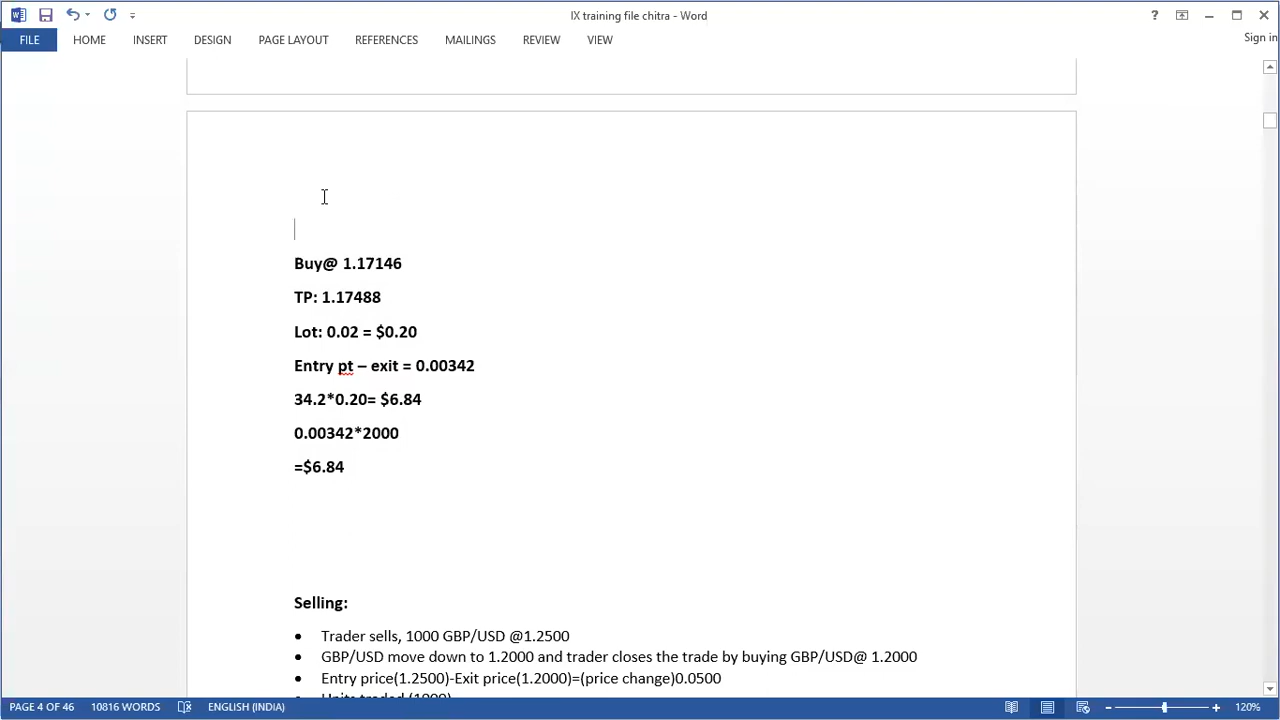 IX training file chitra - Word
?
Sign in
FILE HOME INSERT DESIGN PAGE LAYOUT REFERENCES MAILINGS REVIEW VIEW
Buy@ 1.17146
TP: 1.17488
Lot: 0.02 = $0.20
Entry pt – exit = 0.00342
34.2*0.20= $6.84
0.00342*2000
=$6.84
Selling:
• Trader sells, 1000 GBP/USD @1.2500
• GBP/USD move down to 1.2000 and trader closes the trade by buying GBP/USD@ 1.2000
• Entry price(1.2500)-Exit price(1.2000)=(price change)0.0500
• Units traded (1000)
PAGE 4 OF 46 10816 WORDS ENGLISH (INDIA) 120%